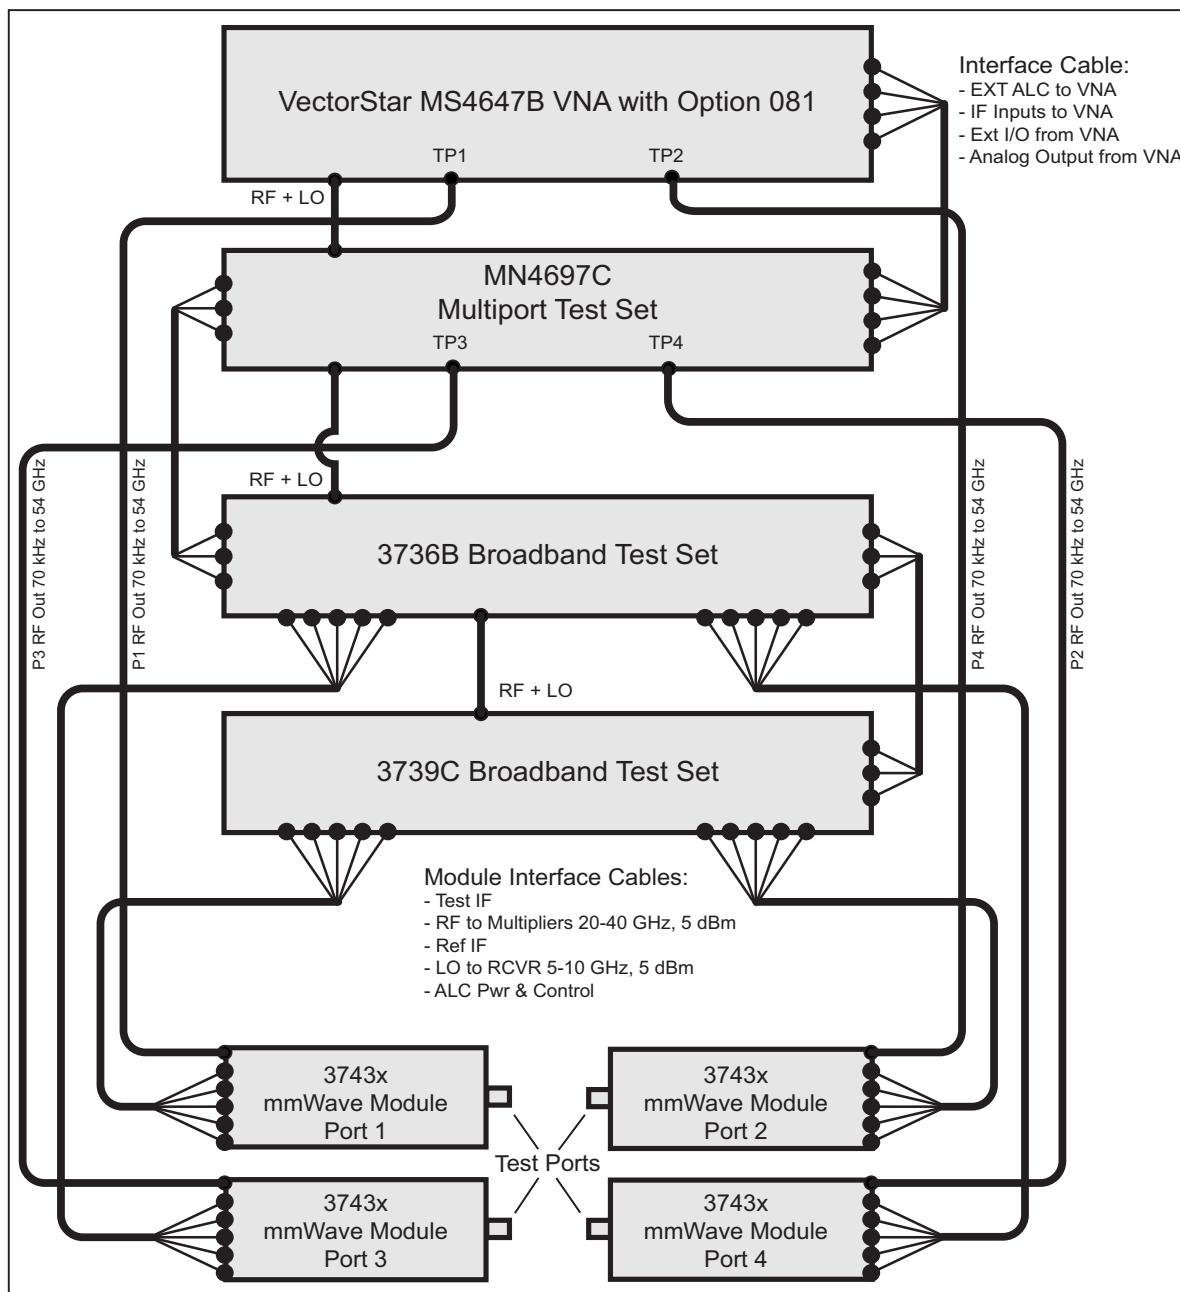 VectorStar MS4647B VNA with Option 081
Interface Cable:
- EXT ALC to VNA
- IF Inputs to VNA
- Ext I/O from VNA
- Analog Output from VNA
TP1
TP2
RF + LO
MN4697C
Multiport Test Set
TP3
TP4
P3 RF Out 70 kHz to 54 GHz
P1 RF Out 70 kHz to 54 GHz
P4 RF Out 70 kHz to 54 GHz
P2 RF Out 70 kHz to 54 GHz
RF + LO
3736B Broadband Test Set
RF + LO
3739C Broadband Test Set
Module Interface Cables:
- Test IF
- RF to Multipliers 20-40 GHz, 5 dBm
- Ref IF
- LO to RCVR 5-10 GHz, 5 dBm
- ALC Pwr & Control
3743x
mmWave Module
Port 1
3743x
mmWave Module
Port 2
Test Ports
3743x
mmWave Module
Port 3
3743x
mmWave Module
Port 4